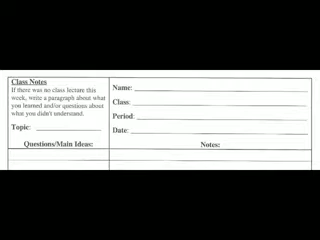 Class Notes
If there was no class lecture this
week, write a paragraph about what
you learned and/or questions about
what you didn't understand.
Topic:
Name:
Class:
Period:
Date:
Questions/Main Ideas:
Notes: